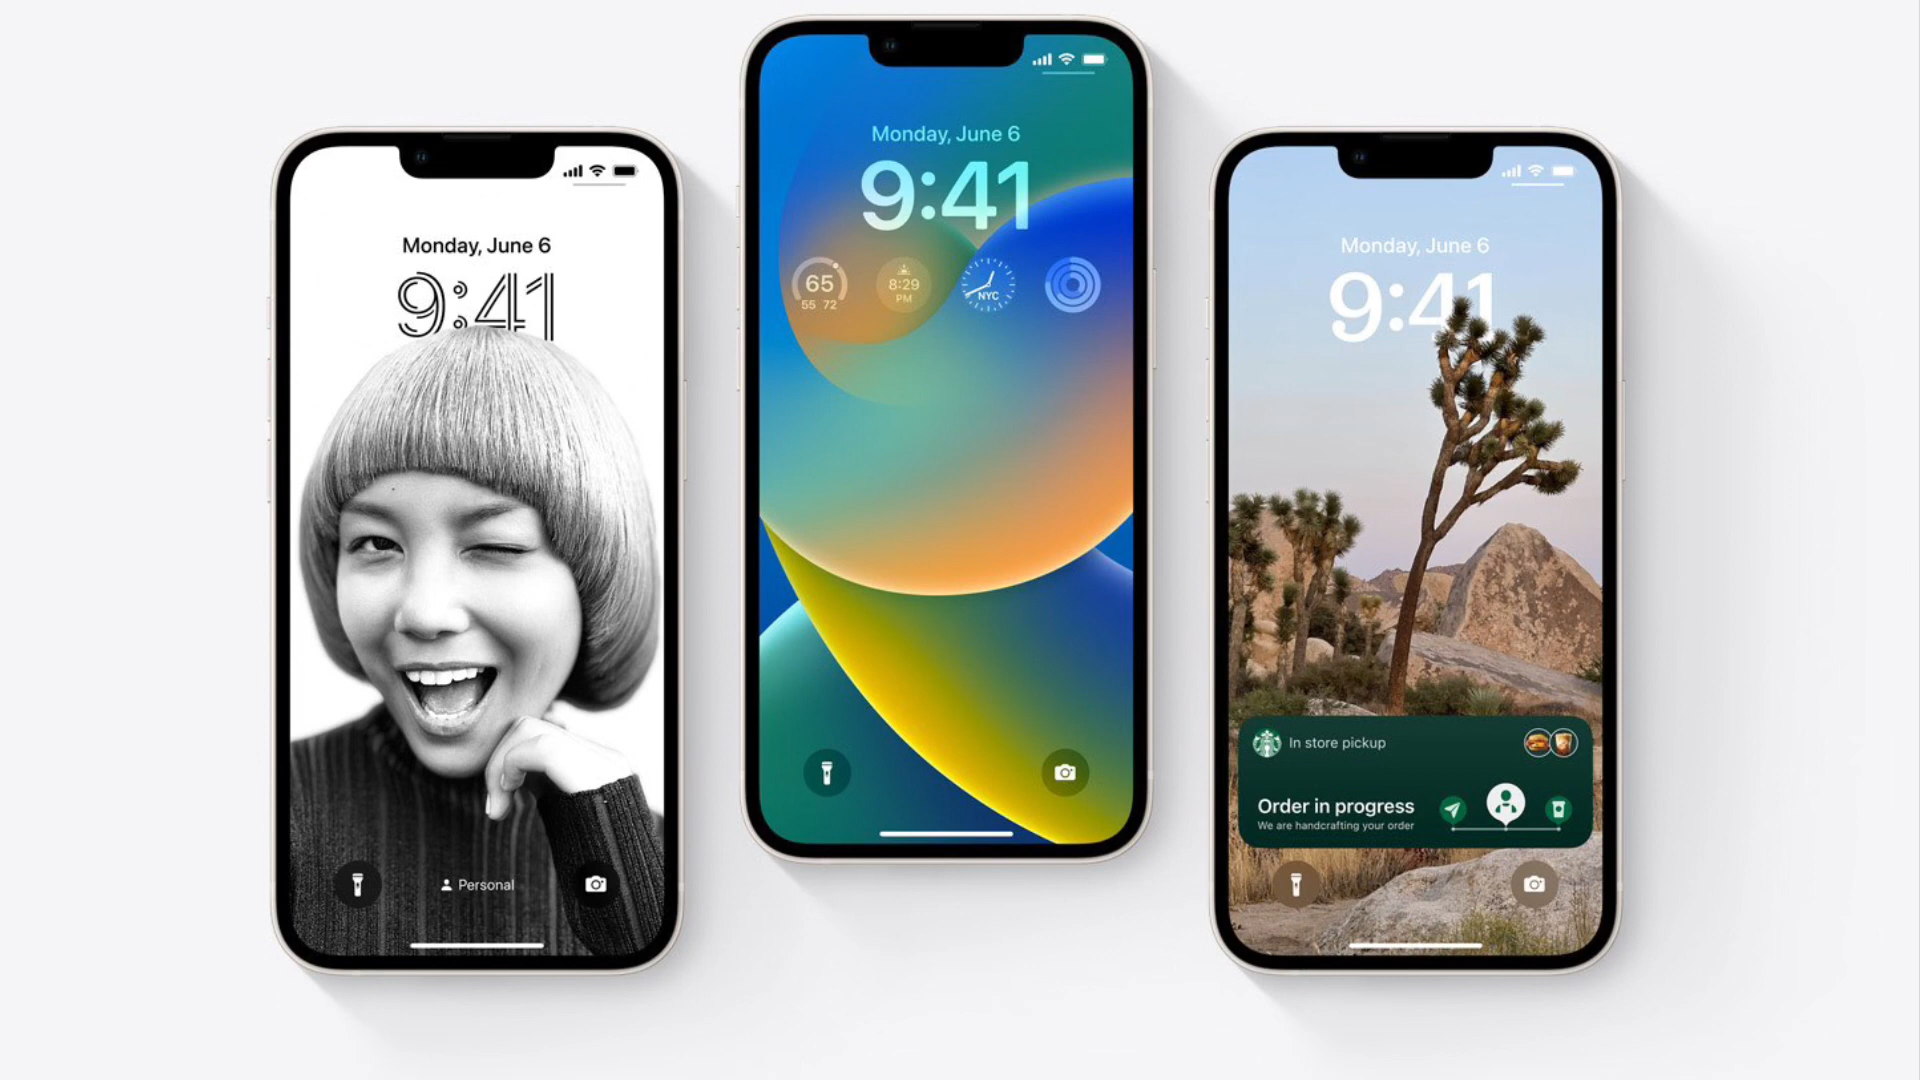 Monday, June 6
9:41
Personal
Monday, June 6
9:41
65
55 72
8:29
PM
NYC
Monday, June 6
9:41
In store pickup
Order in progress
We are handcrafting your order